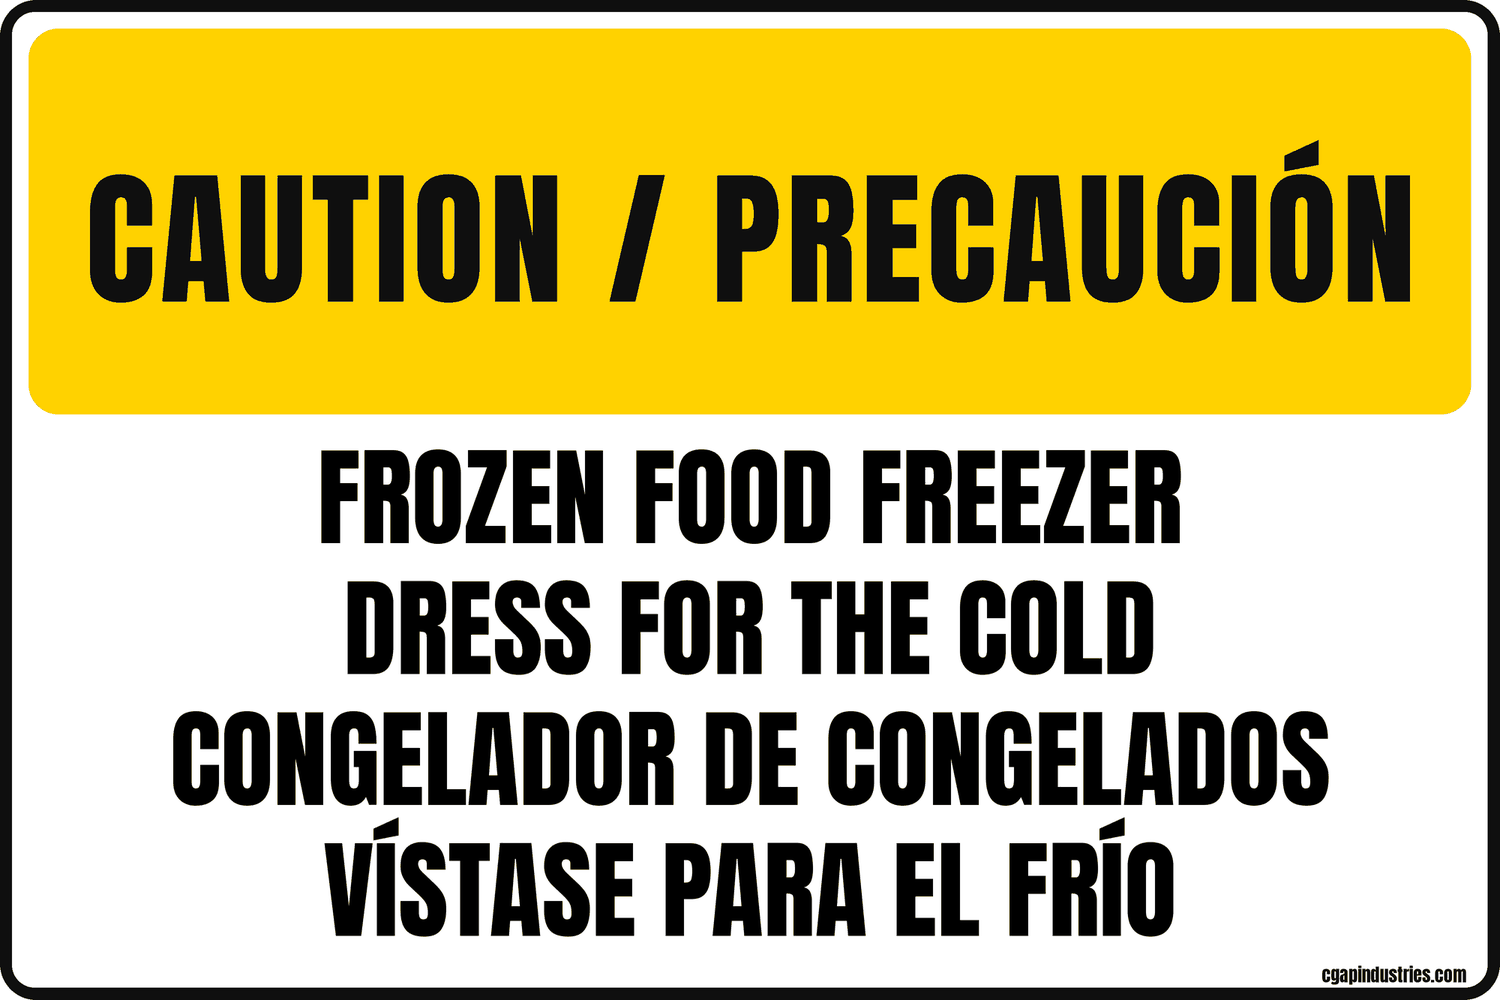 CAUTION / PRECAUCIÓN
FROZEN FOOD FREEZER
DRESS FOR THE COLD
CONGELADOR DE CONGELADOS
VÍSTASE PARA EL FRÍO
cgapindustries.com